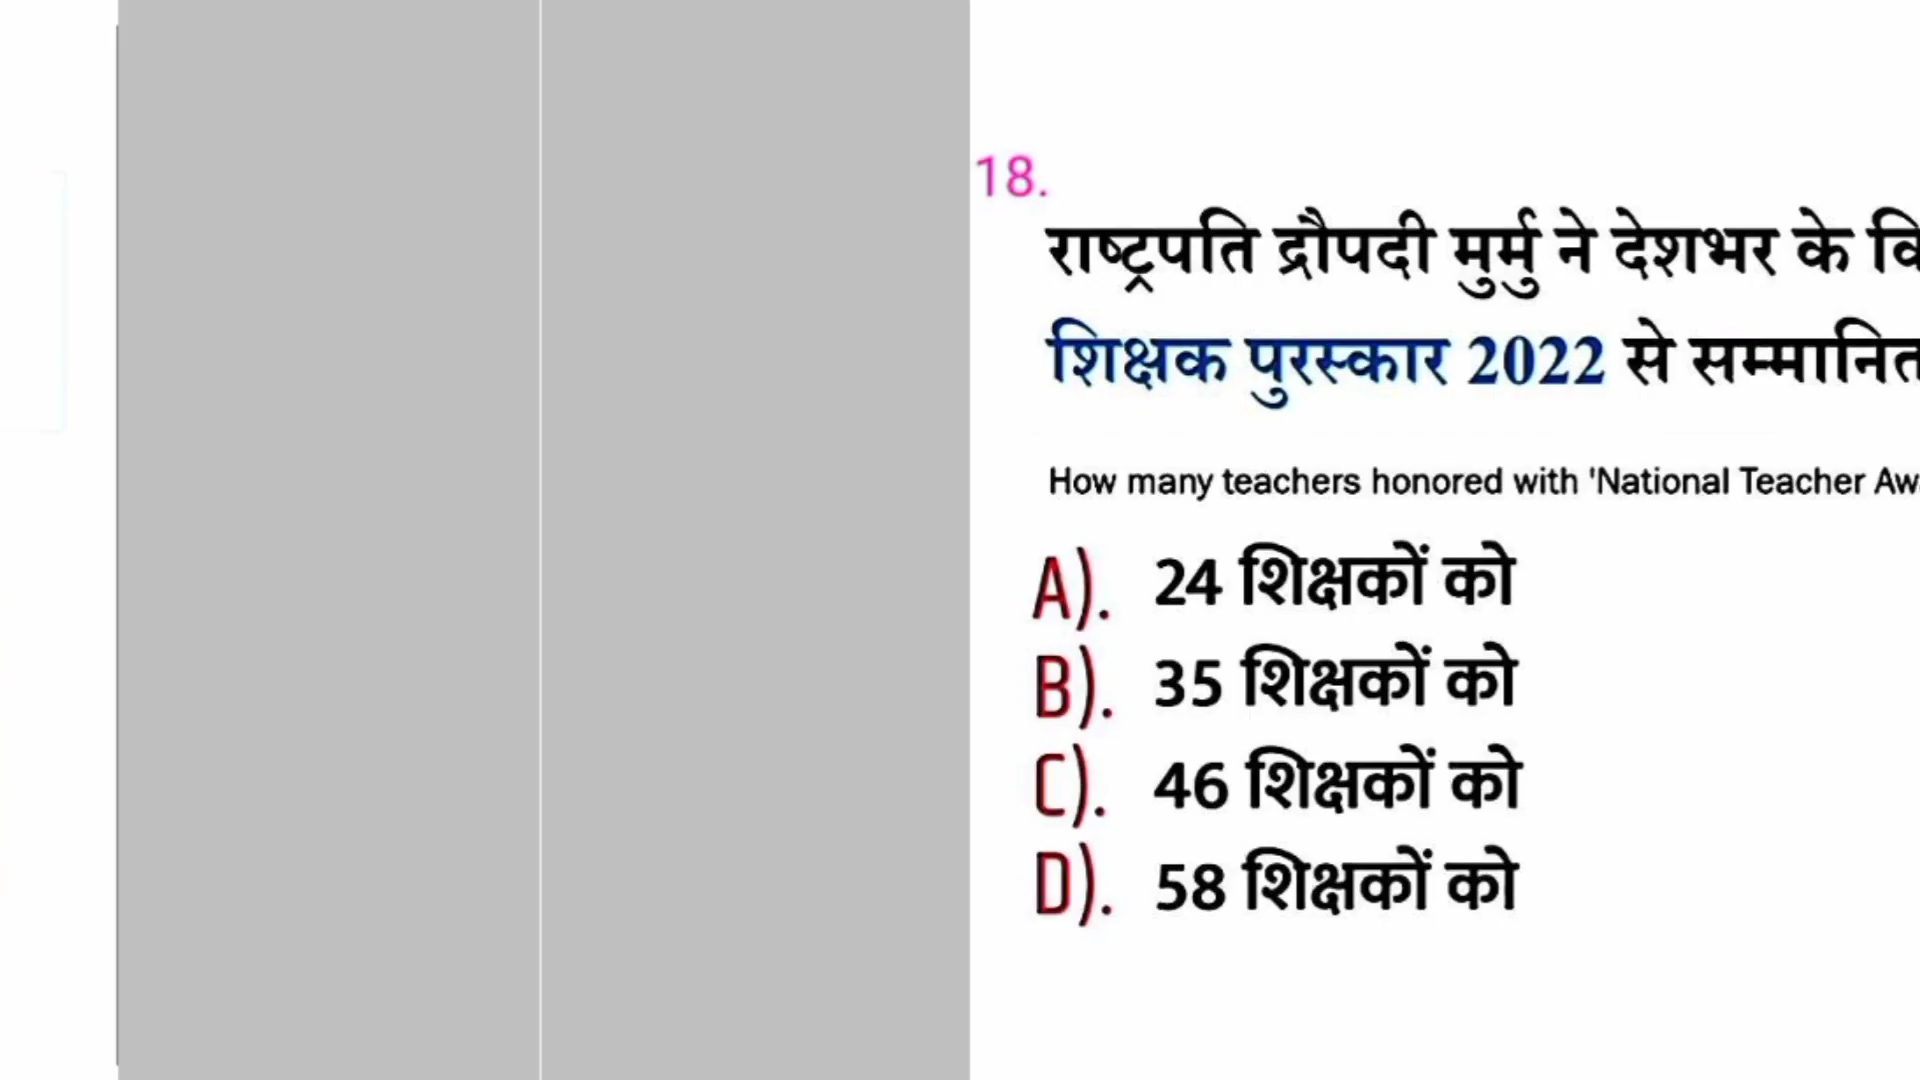 18.
राष्ट्रपति द्रौपदी मुर्मु ने देशभर के
शिक्षक पुरस्कार 2022 से सम्मानित
How many teachers honored with 'National Teacher
A). 24 शिक्षकों को
B). 35 शिक्षकों को
C). 46 शिक्षकों को
D). 58 शिक्षकों को